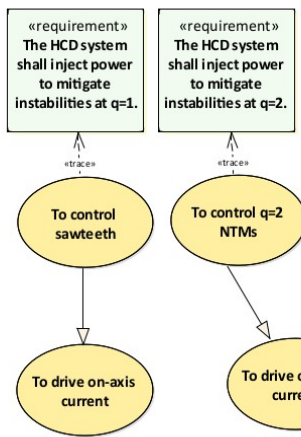 «requirement»
The HCD system
shall inject power
to mitigate
instabilities at q=1.
«requirement»
The HCD system
shall inject power
to mitigate
instabilities at q=2.
«trace»
«trace»
To control
sawteeth
To control q=2
NTMs
To drive on-axis
current
To drive